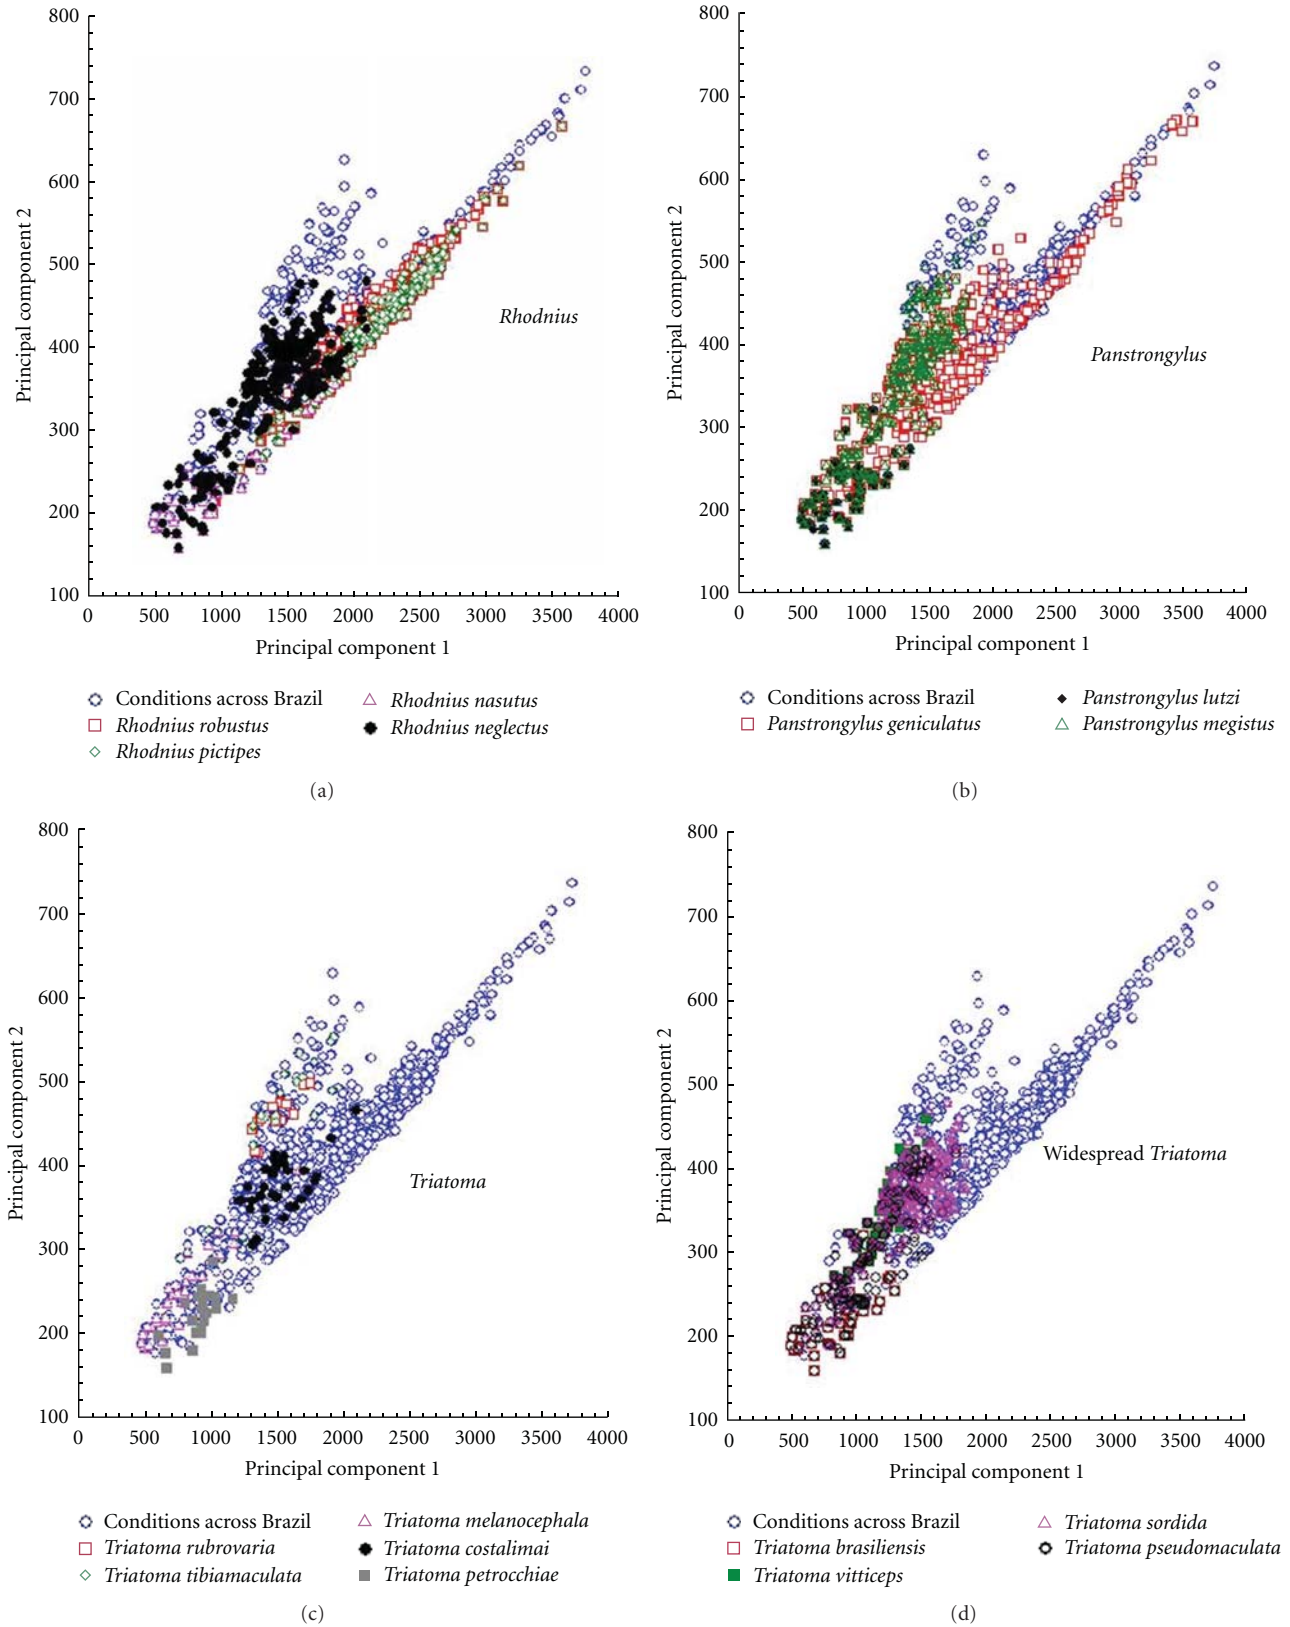 800
700
600
500
400
300
200
100
0
500
1000
1500
2000
2500
3000
3500
4000
Principal component 2
Principal component 1
Rhodnius
Conditions across Brazil
Rhodnius robustus
Rhodnius pictipes
Rhodnius nasutus
Rhodnius neglectus
(a)
800
700
600
500
400
300
200
100
0
500
1000
1500
2000
2500
3000
3500
4000
Principal component 2
Principal component 1
Panstrongylus
Conditions across Brazil
Panstrongylus geniculatus
Panstrongylus lutzi
Panstrongylus megistus
(b)
800
700
600
500
400
300
200
100
0
500
1000
1500
2000
2500
3000
3500
4000
Principal component 2
Principal component 1
Triatoma
Conditions across Brazil
Triatoma rubrovaria
Triatoma tibiamaculata
Triatoma melanocephala
Triatoma costalimai
Triatoma petrocchiae
(c)
800
700
600
500
400
300
200
100
0
500
1000
1500
2000
2500
3000
3500
4000
Principal component 2
Principal component 1
Widespread Triatoma
Conditions across Brazil
Triatoma brasiliensis
Triatoma vitticeps
Triatoma sordida
Triatoma pseudomaculata
(d)